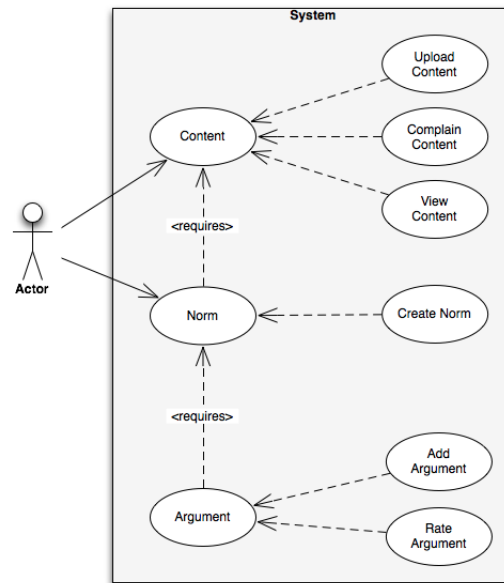 System
Upload
Content
Content
Complain
Content
View
Content
<requires>
Actor
Norm
Create Norm
<requires>
Add
Argument
Argument
Rate
Argument